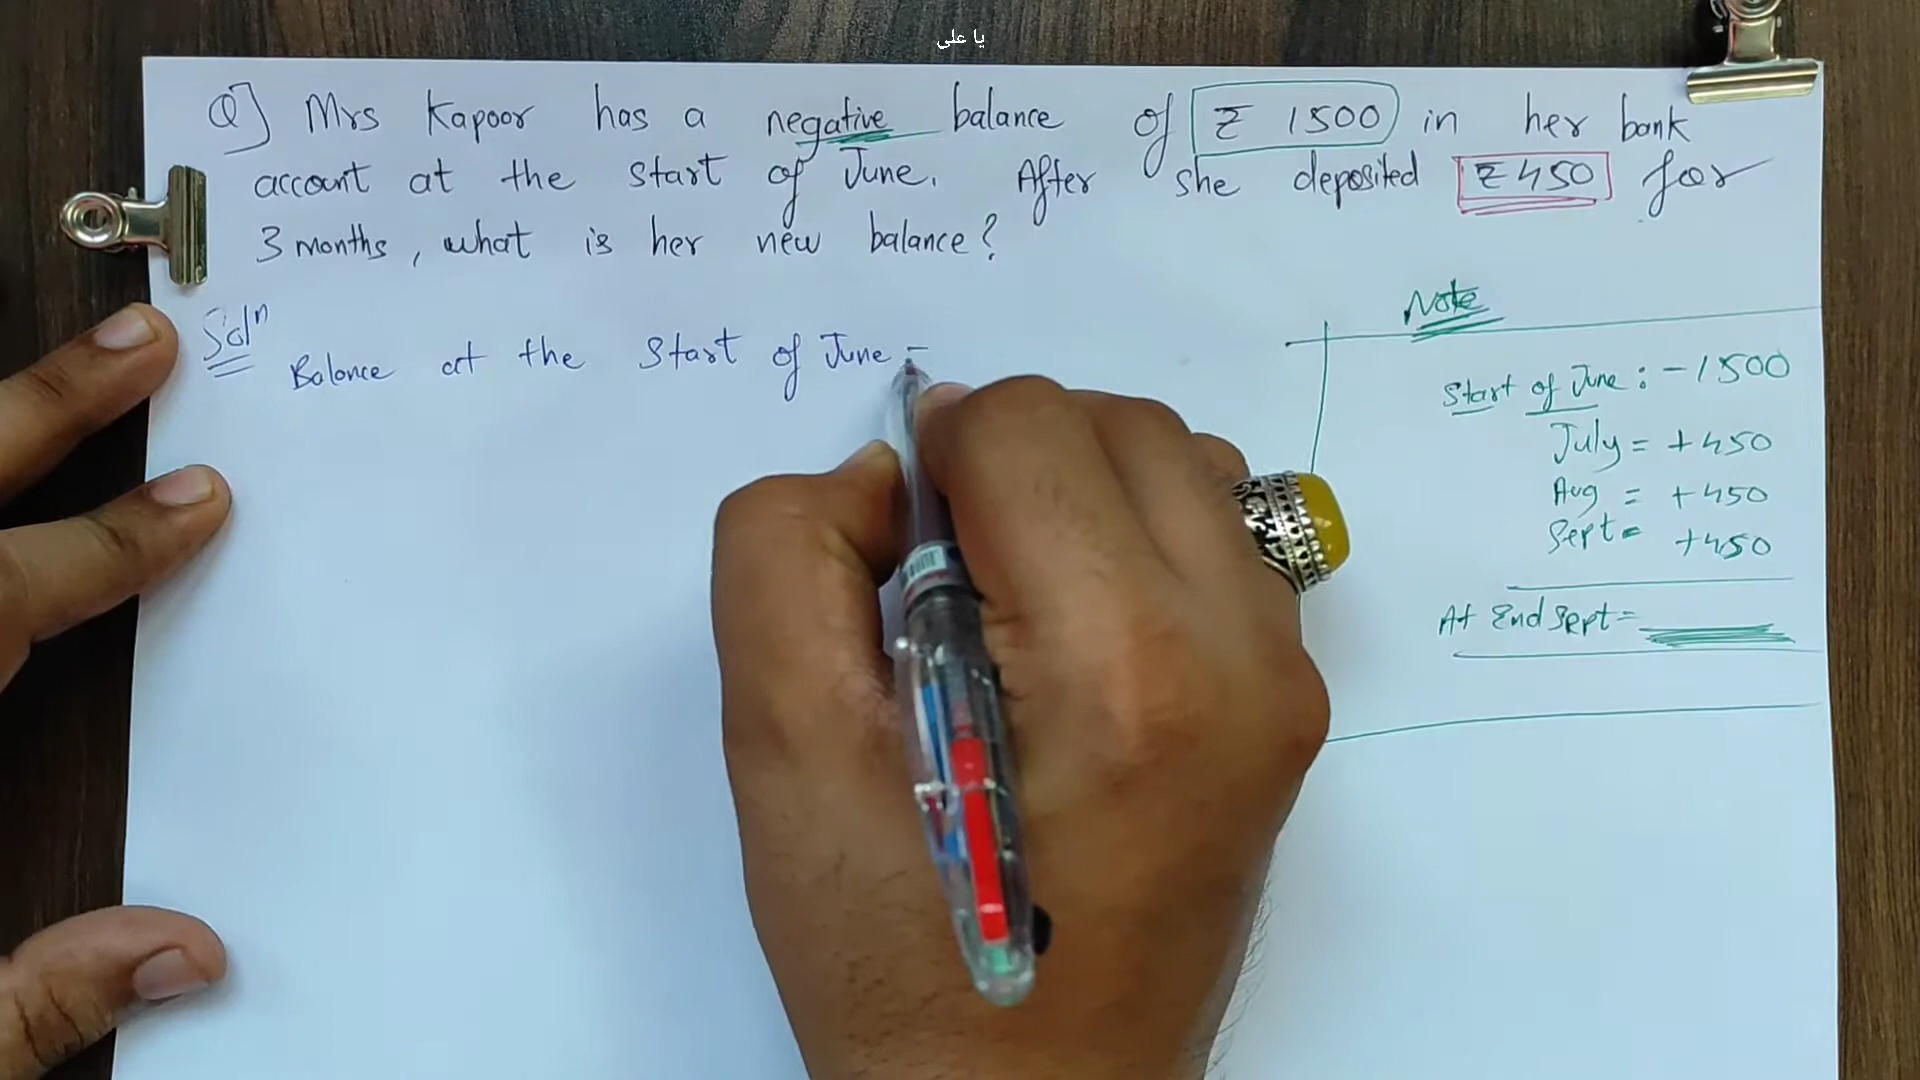 يا على
Q] Mrs Kapoor has a negative balance of ₹ 1500 in her bank
account at the start of June. After she deposited ₹450 for
3 months, what is her new balance?
Solⁿ
Balance at the start of June =
Note
Start of June : -1500
July = +450
Aug = +450
Sept = +450
At End Sept =